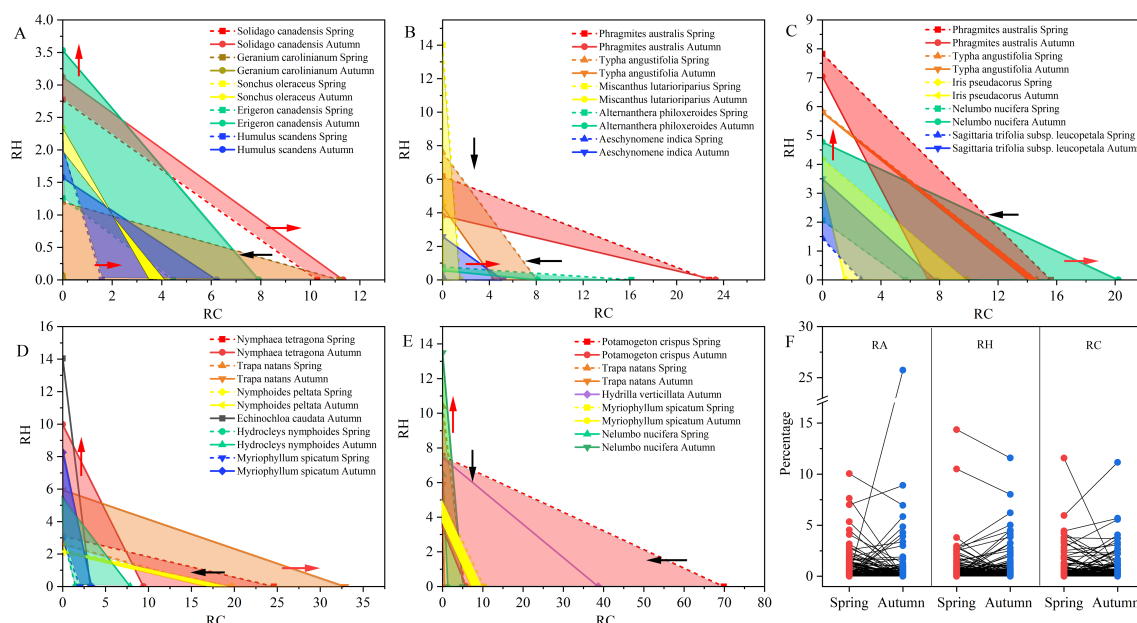 A
RH
4.0
3.5
3.0
2.5
2.0
1.5
1.0
0.5
0.0
0 2 4 6 8 10 12
RC
Solidago canadensis Spring
Solidago canadensis Autumn
Geranium carolinianum Spring
Geranium carolinianum Autumn
Sonchus oleraceus Spring
Sonchus oleraceus Autumn
Erigeron canadensis Spring
Erigeron canadensis Autumn
Humulus scandens Spring
Humulus scandens Autumn
B
RH
14
12
10
8
6
4
2
0
0 4 8 12 16 20 24
RC
Phragmites australis Spring
Phragmites australis Autumn
Typha angustifolia Spring
Typha angustifolia Autumn
Miscanthus lutarioriparius Spring
Miscanthus lutarioriparius Autumn
Alternanthera philoxeroides Spring
Alternanthera philoxeroides Autumn
Aeschynomene indica Spring
Aeschynomene indica Autumn
C
RH
9
8
7
6
5
4
3
2
1
0
0 4 8 12 16 20
RC
Phragmites australis Spring
Phragmites australis Autumn
Typha angustifolia Spring
Typha angustifolia Autumn
Iris pseudacorus Spring
Iris pseudacorus Autumn
Nelumbo nucifera Spring
Nelumbo nucifera Autumn
Sagittaria trifolia subsp. leucopetala Spring
Sagittaria trifolia subsp. leucopetala Autumn
D
RH
16
14
12
10
8
6
4
2
0
0 5 10 15 20 25 30 35
RC
Nymphaea tetragona Spring
Nymphaea tetragona Autumn
Trapa natans Spring
Trapa natans Autumn
Nymphoides peltata Spring
Nymphoides peltata Autumn
Echinochloa caudata Autumn
Hydrocleys nymphoides Spring
Hydrocleys nymphoides Autumn
Myriophyllum spicatum Spring
Myriophyllum spicatum Autumn
E
RH
14
12
10
8
6
4
2
0
0 10 20 30 40 50 60 70 80
RC
Potamogeton crispus Spring
Potamogeton crispus Autumn
Trapa natans Spring
Trapa natans Autumn
Hydrilla verticillata Autumn
Myriophyllum spicatum Spring
Myriophyllum spicatum Autumn
Nelumbo nucifera Spring
Nelumbo nucifera Autumn
F
Percentage
30
25
15
10
5
0
RA RH RC
Spring Autumn Spring Autumn Spring Autumn